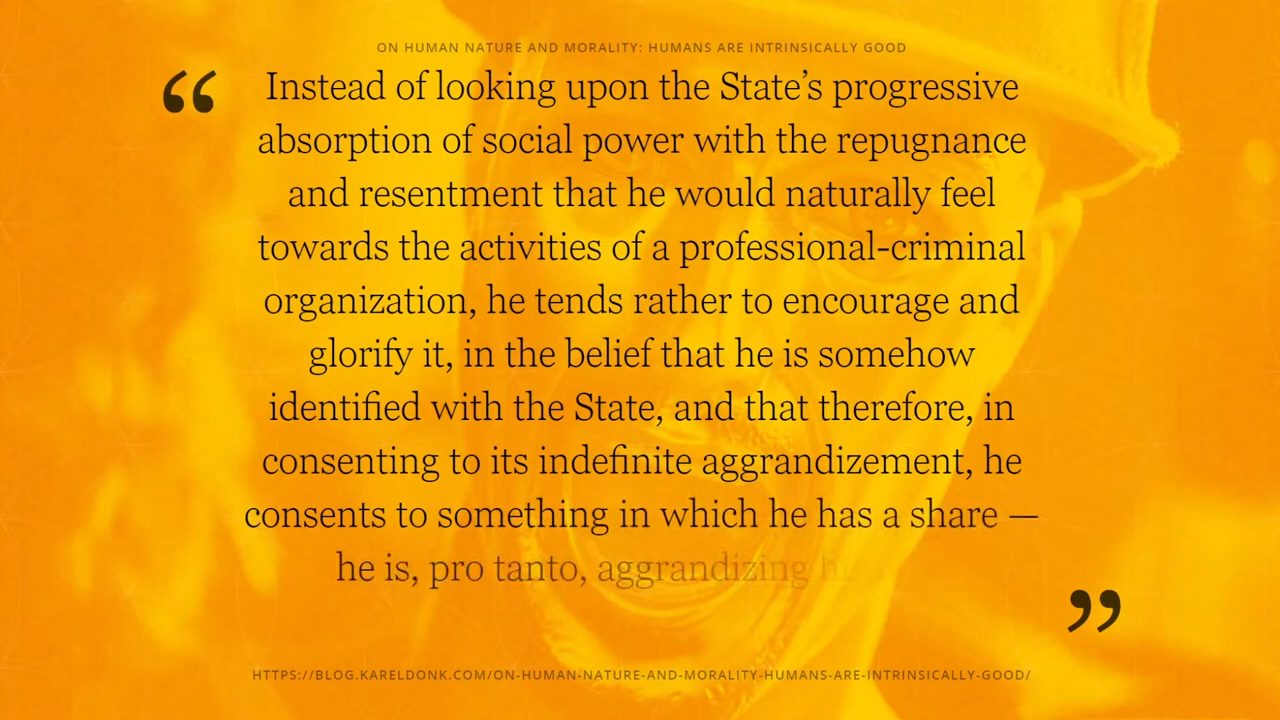 ON HUMAN NATURE AND MORALITY: HUMANS ARE INTRINSICALLY GOOD
“ Instead of looking upon the State’s progressive
absorption of social power with the repugnance
and resentment that he would naturally feel
towards the activities of a professional-criminal
organization, he tends rather to encourage and
glorify it, in the belief that he is somehow
identified with the State, and that therefore, in
consenting to its indefinite aggrandizement, he
consents to something in which he has a share —
he is, pro tanto, aggrandizing
”
HTTPS://BLOG.KARELDONK.COM/ON-HUMAN-NATURE-AND-MORALITY-HUMANS-ARE-INTRINSICALLY-GOOD/